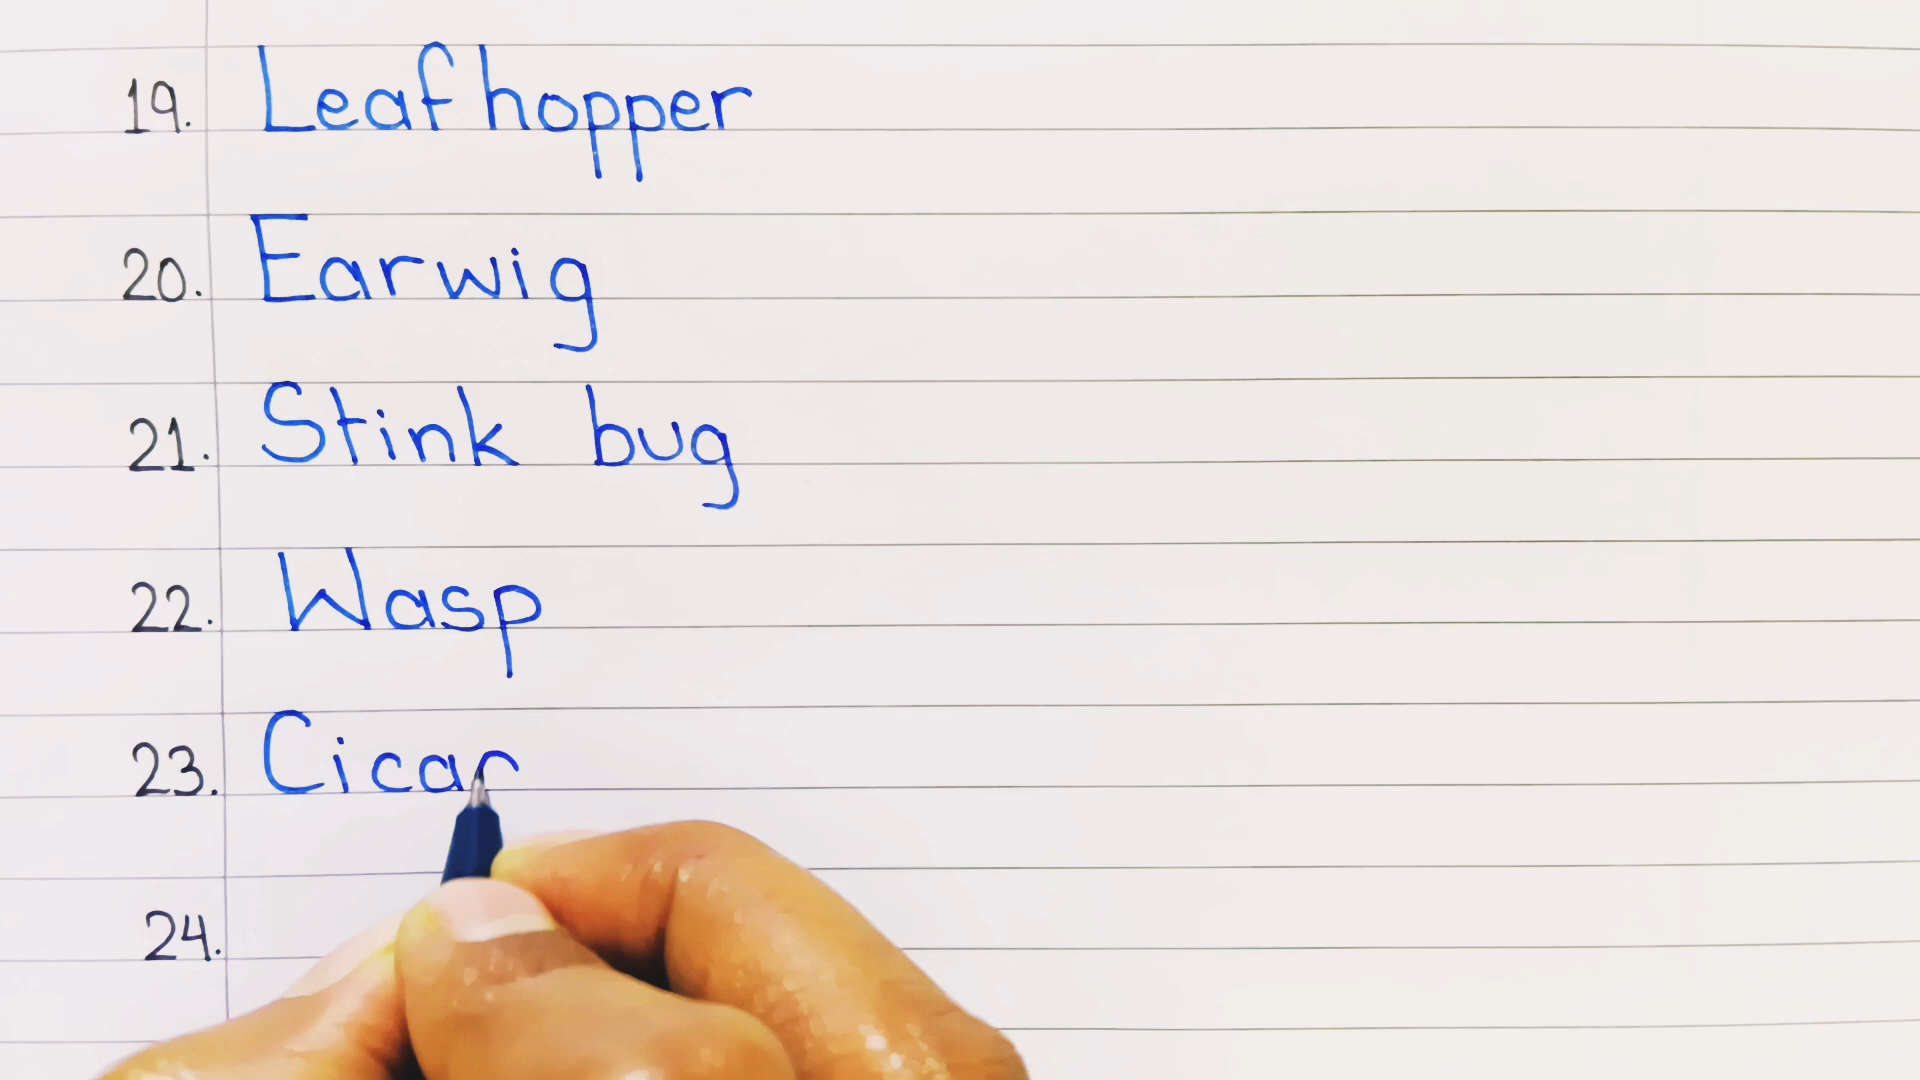 19. Leafhopper
20. Earwig
21. Stink bug
22. Wasp
23. Cicar
24.